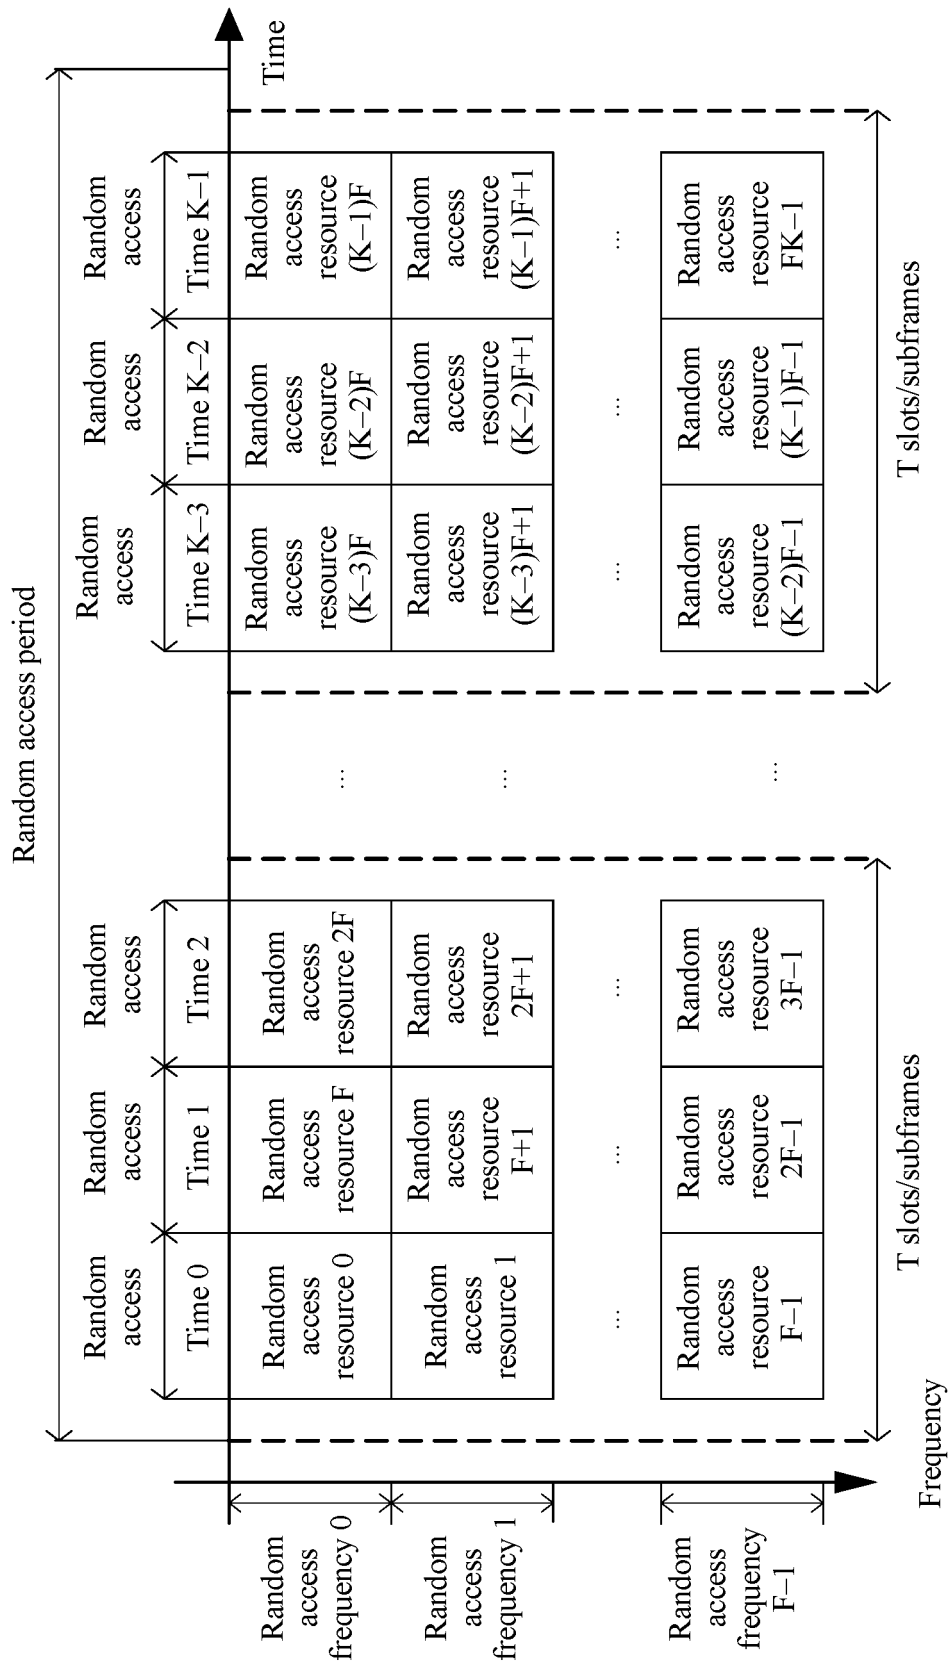 Random access period
Random
access
Random
access
Random
access
Random
access
Random
access
Random
access
Time 0
Time 1
Time 2
Time K−3
Time K−2
Time K−1
Time
Random
access
frequency 0
Random
access
resource 0
Random
access
resource F
Random
access
resource 2F
...
Random
access
resource
(K−3)F
Random
access
resource
(K−2)F
Random
access
resource
(K−1)F
Random
access
frequency 1
Random
access
resource 1
Random
access
resource
F+1
Random
access
resource
2F+1
...
Random
access
resource
(K−3)F+1
Random
access
resource
(K−2)F+1
Random
access
resource
(K−1)F+1
...
...
...
...
...
...
Random
access
frequency
F−1
Random
access
resource
F−1
Random
access
resource
2F−1
Random
access
resource
3F−1
...
Random
access
resource
(K−2)F−1
Random
access
resource
(K−1)F−1
Random
access
resource
FK−1
T slots/subframes
T slots/subframes
Frequency